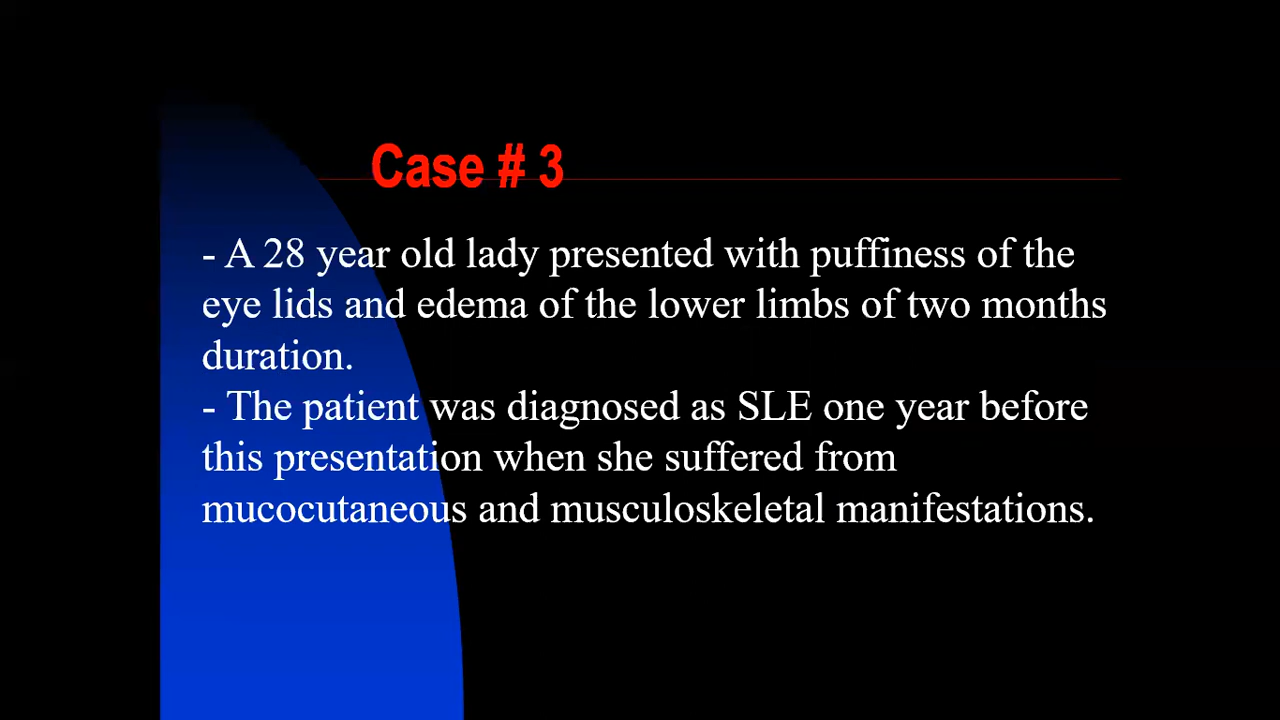 Case # 3
- A 28 year old lady presented with puffiness of the
eye lids and edema of the lower limbs of two months
duration.
- The patient was diagnosed as SLE one year before
this presentation when she suffered from
mucocutaneous and musculoskeletal manifestations.